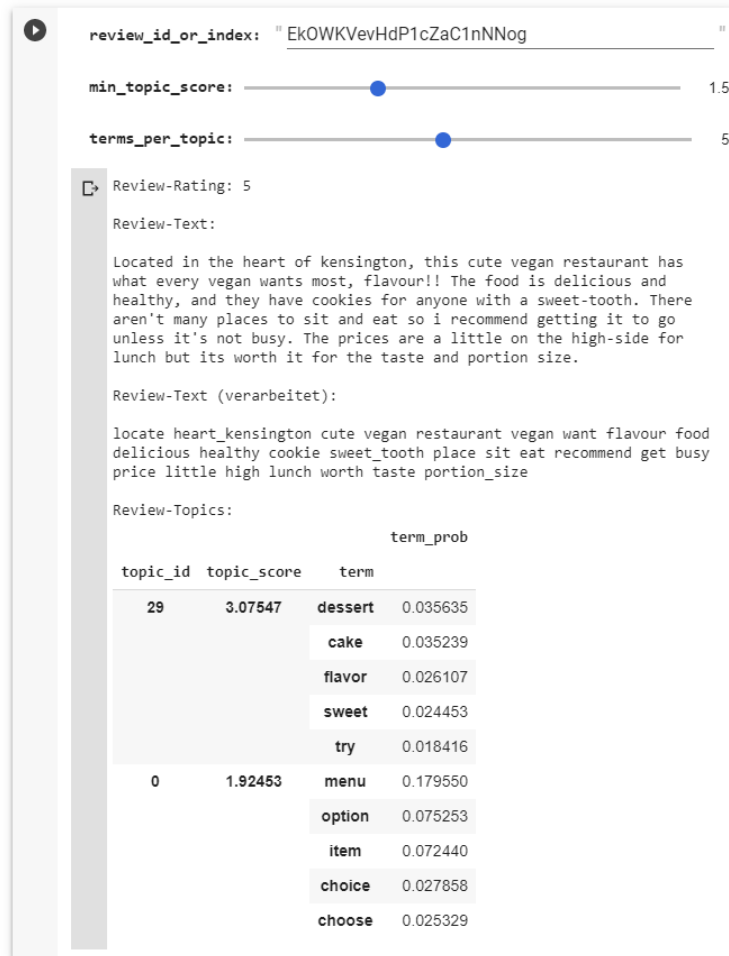 review_id_or_index: "EkOWKVevHdP1cZaC1nNNog"
min_topic_score: 1.5
terms_per_topic: 5
Review-Rating: 5
Review-Text:
Located in the heart of kensington, this cute vegan restaurant has
what every vegan wants most, flavour!! The food is delicious and
healthy, and they have cookies for anyone with a sweet-tooth. There
aren't many places to sit and eat so i recommend getting it to go
unless it's not busy. The prices are a little on the high-side for
lunch but its worth it for the taste and portion size.
Review-Text (verarbeitet):
locate heart_kensington cute vegan restaurant vegan want flavour food
delicious healthy cookie sweet_tooth place sit eat recommend get busy
price little high lunch worth taste portion_size
Review-Topics:
term_prob
topic_id topic_score term
29 3.07547 dessert 0.035635
cake 0.035239
flavor 0.026107
sweet 0.024453
try 0.018416
0 1.92453 menu 0.179550
option 0.075253
item 0.072440
choice 0.027858
choose 0.025329